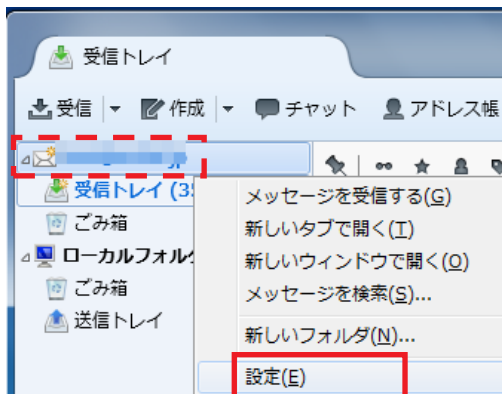 受信トレイ
受信 作成 チャット アドレス帳
受信トレイ (3
ごみ箱
ローカルフォル
ごみ箱
送信トレイ
メッセージを受信する(G)
新しいタブで開く(T)
新しいウィンドウで開く(O)
メッセージを検索(S)...
新しいフォルダ(N)...
設定(E)